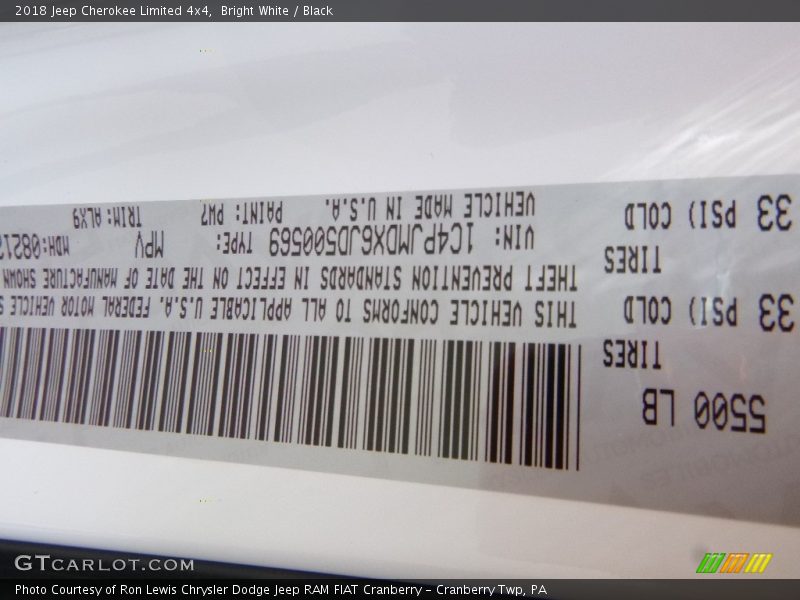 2018 Jeep Cherokee Limited 4x4, Bright White / Black
5500 LB
TIRES
33 PSI) COLD
TIRES
33 PSI) COLD
THIS VEHICLE CONFORMS TO ALL APPLICABLE U.S.A. FEDERAL MOTOR VEHICLE S
THEFT PREVENTION STANDARDS IN EFFECT ON THE DATE OF MANUFACTURE SHOWN
VIN: 1C4PJMDX6JD500569 TYPE: MPV MDH:08212
VEHICLE MADE IN U.S.A. PAINT: PW7 TRIM:ALX9
GTCARLOT.COM
Photo Courtesy of Ron Lewis Chrysler Dodge Jeep RAM FIAT Cranberry – Cranberry Twp, PA